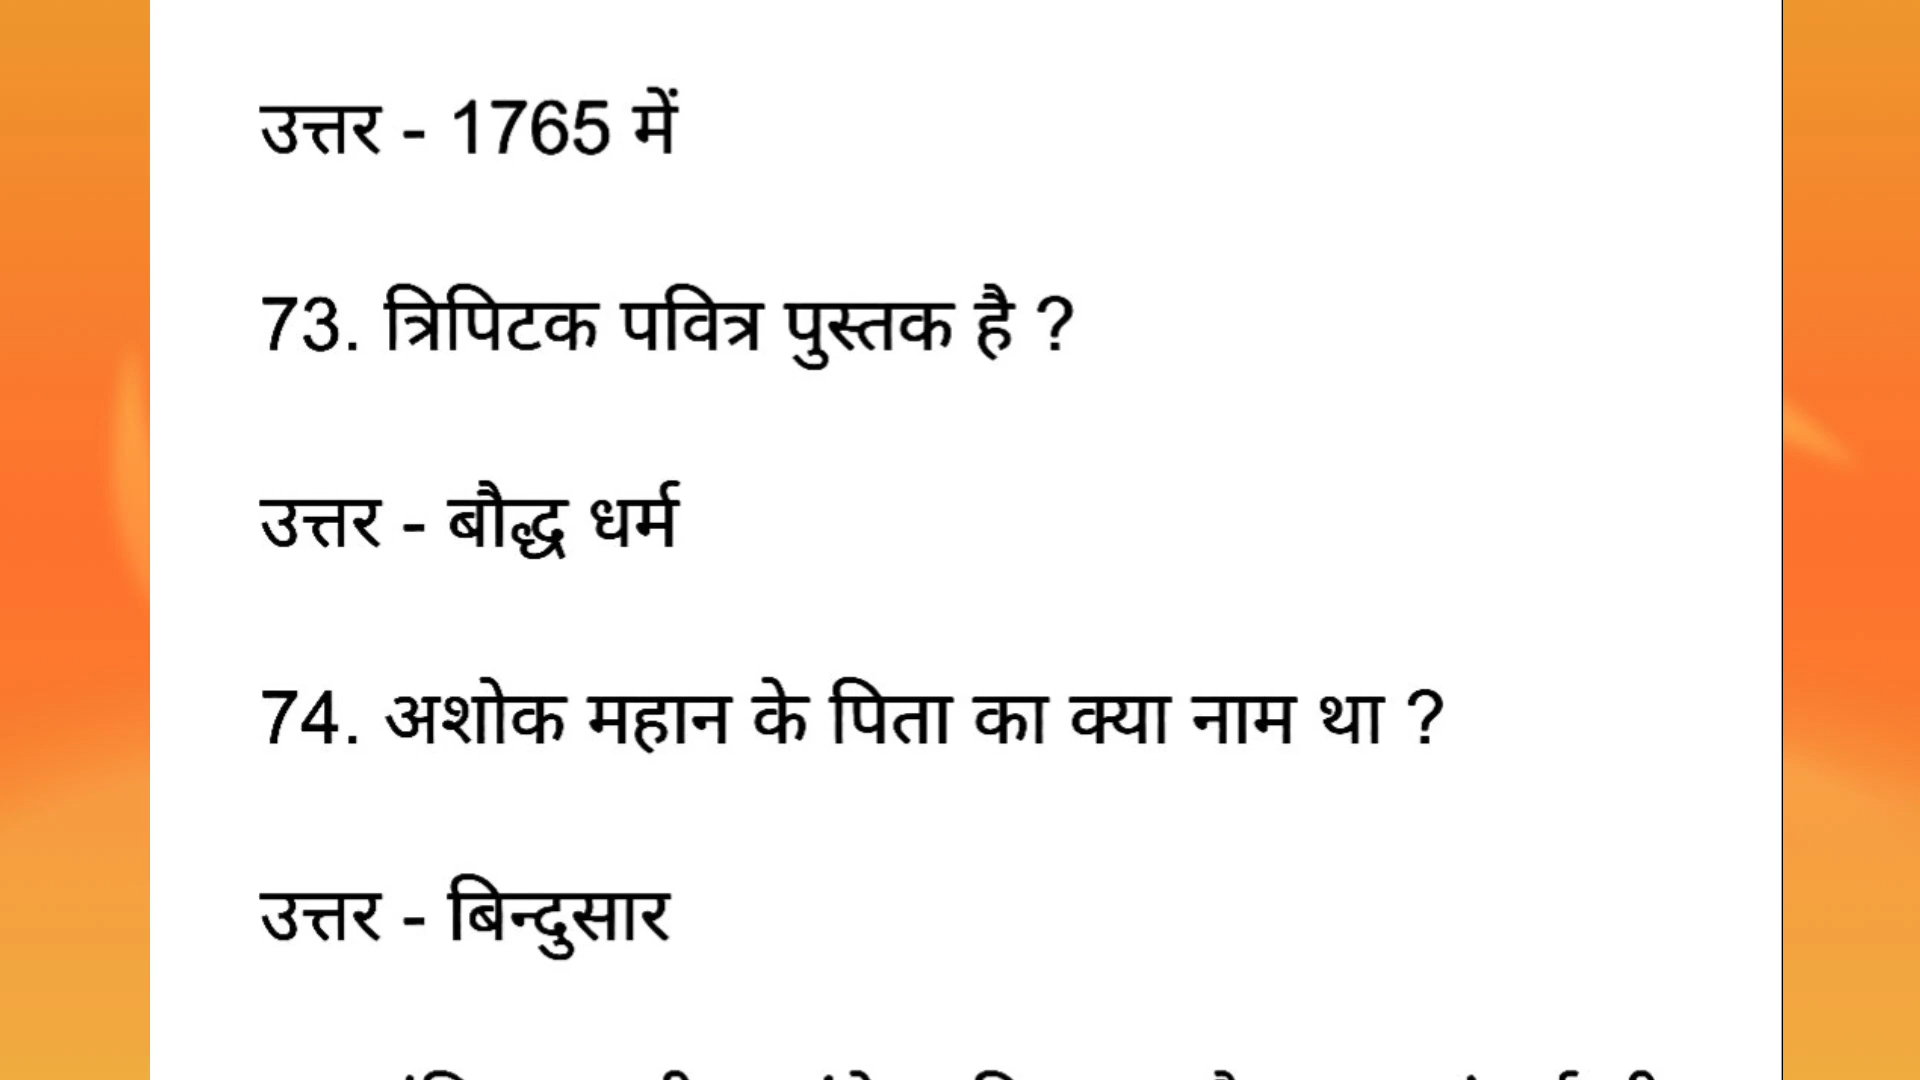 उत्तर - 1765 में
73. त्रिपिटक पवित्र पुस्तक है ?
उत्तर - बौद्ध धर्म
74. अशोक महान के पिता का क्या नाम था ?
उत्तर - बिन्दुसार